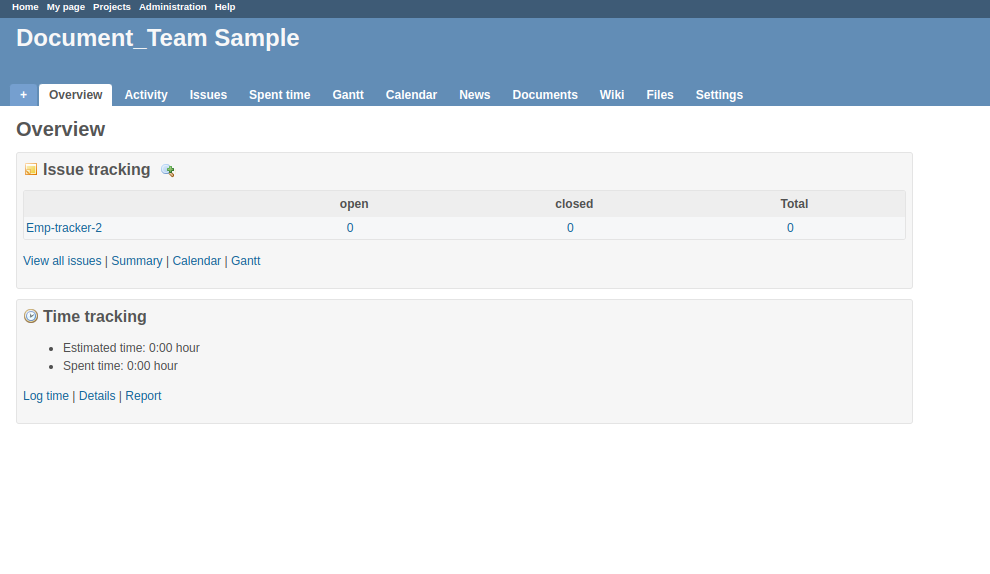 Home My page Projects Administration Help
Document_Team Sample
+ Overview Activity Issues Spent time Gantt Calendar News Documents Wiki Files Settings
Overview
Issue tracking
open closed Total
Emp-tracker-2 0 0 0
View all issues | Summary | Calendar | Gantt
Time tracking
• Estimated time: 0:00 hour
• Spent time: 0:00 hour
Log time | Details | Report